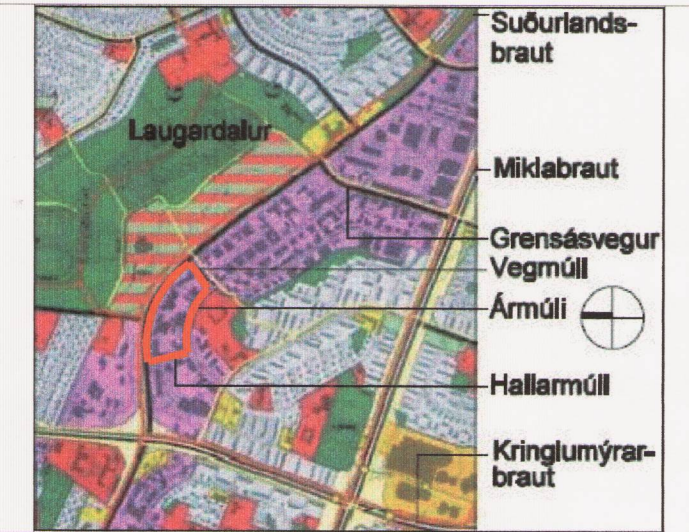 Suðurlands-
braut
Laugardalur
Miklabraut
Grensásvegur
Vegmúli
Ármúli
Hallarmúli
Kringlumýrar-
braut